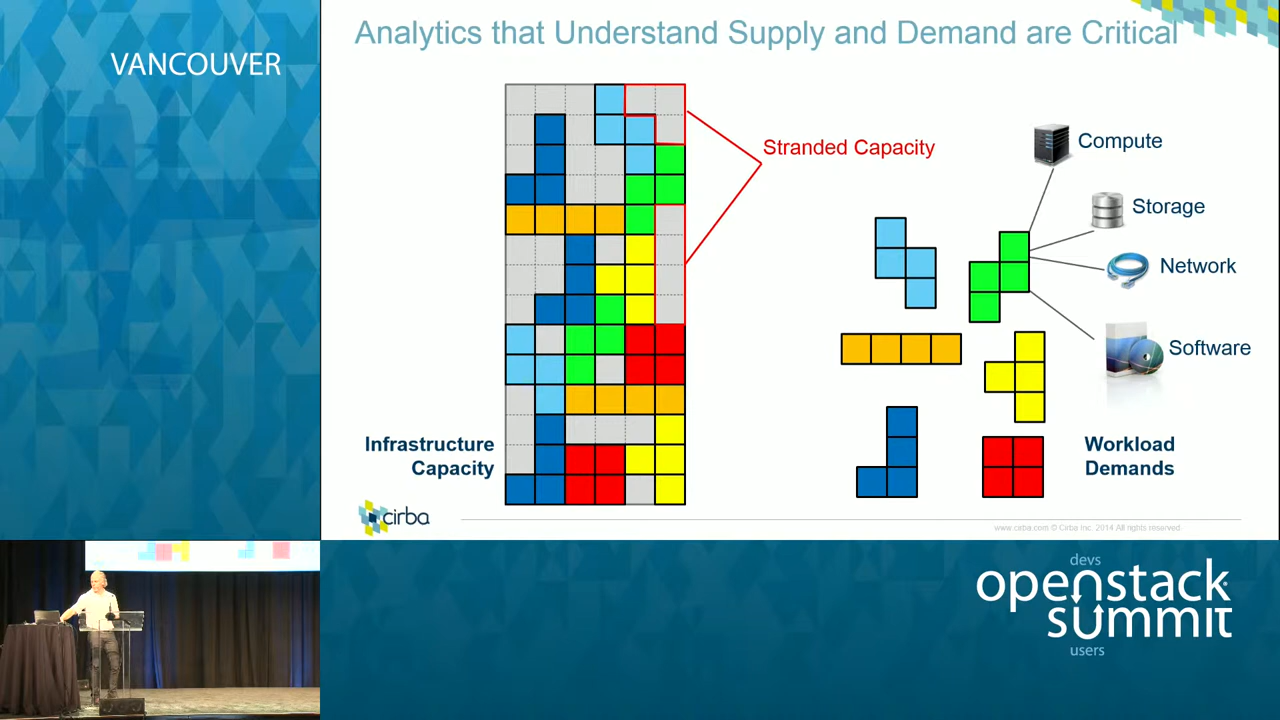 VANCOUVER
Analytics that Understand Supply and Demand are Critical
Stranded Capacity
Compute
Storage
Network
Software
Infrastructure
Capacity
Workload
Demands
cirba
www.cirba.com © Cirba Inc. 2014 All rights reserved.
devs
openstack
summit
users